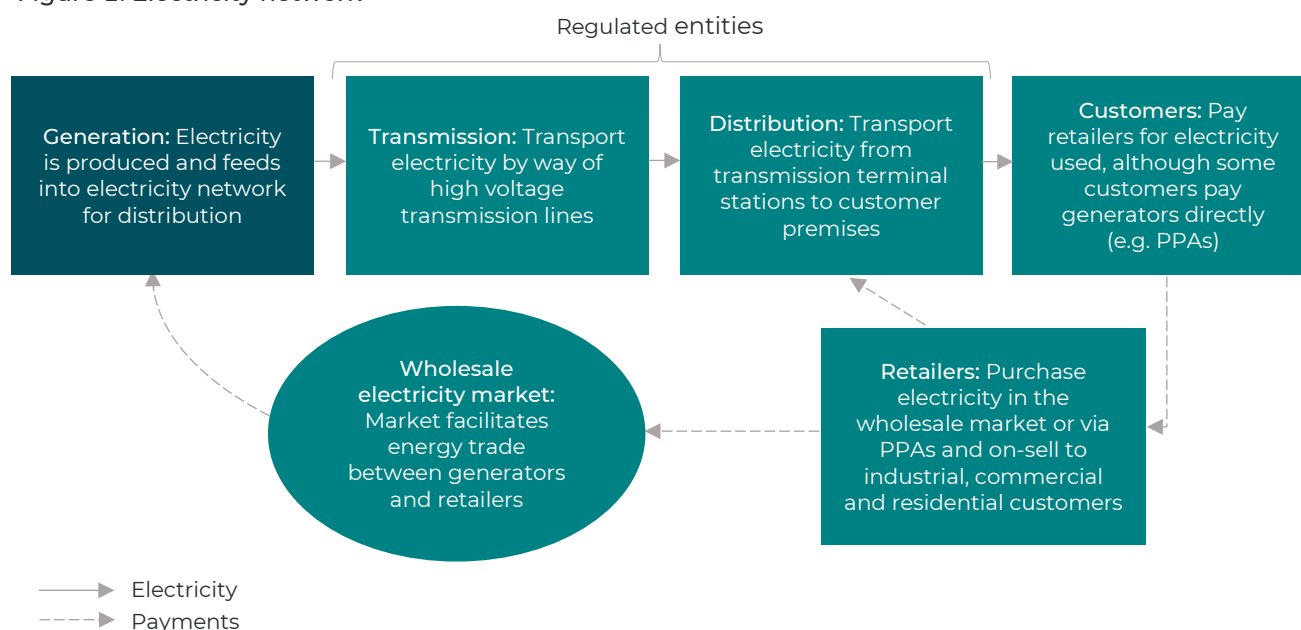 Regulated entities
Generation: Electricity
is produced and feeds
into electricity network
for distribution
Transmission: Transport
electricity by way of
high voltage
transmission lines
Distribution: Transport
electricity from
transmission terminal
stations to customer
premises
Customers: Pay
retailers for electricity
used, although some
customers pay
generators directly
(e.g. PPAs)
Wholesale
electricity market:
Market facilitates
energy trade
between generators
and retailers
Retailers: Purchase
electricity in the
wholesale market or via
PPAs and on-sell to
industrial, commercial
and residential customers
Electricity
Payments